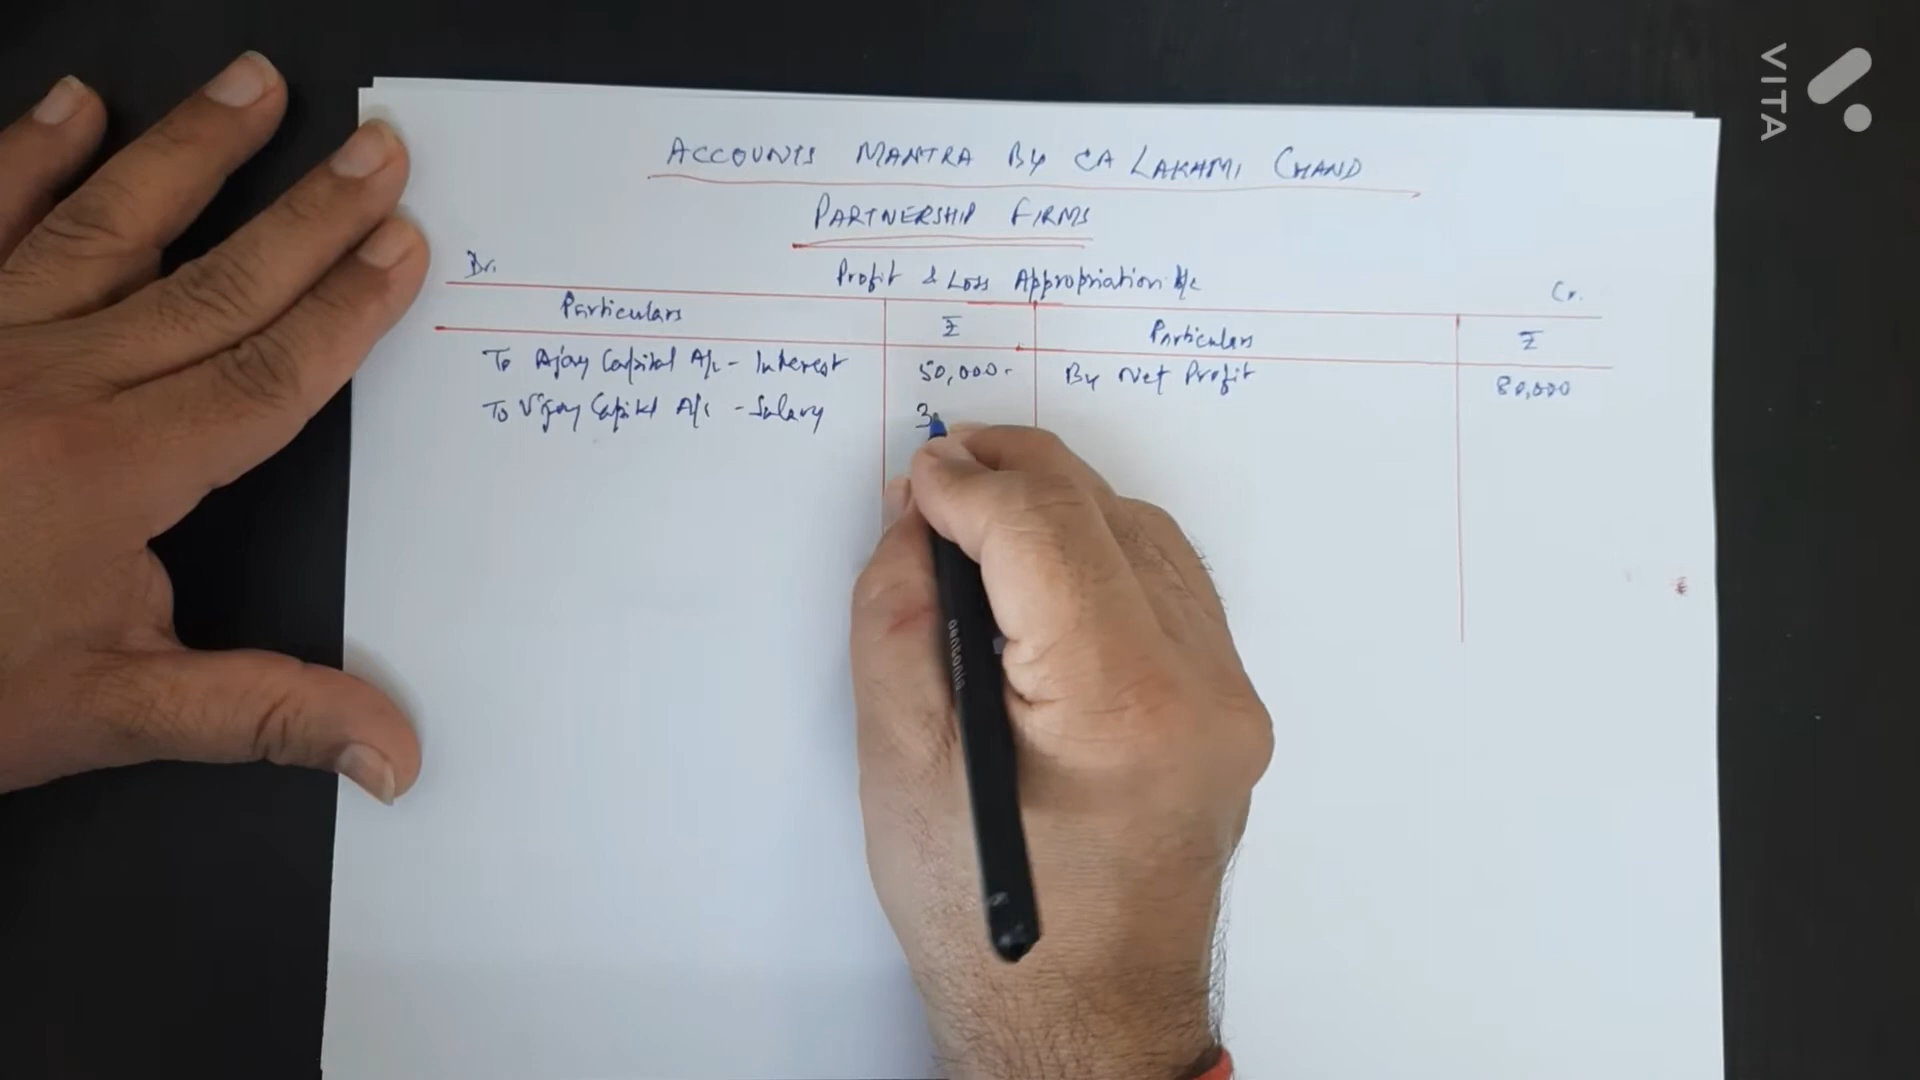 VITA
ACCOUNTS MANTRA By CA LAKHMI CHAND
PARTNERSHIP FIRMS
Dr. Profit & Loss Appropriation A/c Cr.
Particulars ₹ Particulars ₹
To Ajay Capital A/c - Interest 50,000 By Net Profit 80,000
To Vijay Capital A/c - Salary 3